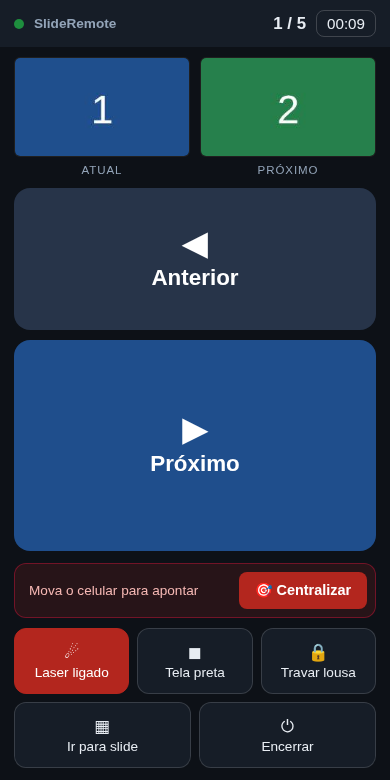 SlideRemote 1 / 5 00:09
1 2
ATUAL PRÓXIMO
Anterior
Próximo
Mova o celular para apontar 🎯 Centralizar
Laser ligado Tela preta Travar lousa
Ir para slide Encerrar